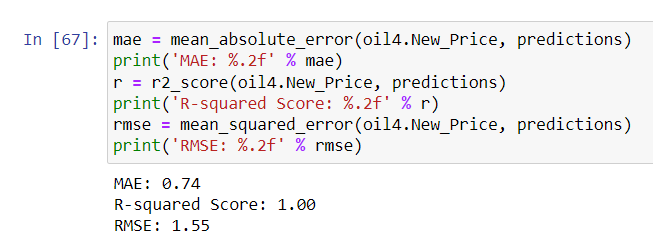 In [67]: mae = mean_absolute_error(oil4.New_Price, predictions)
print('MAE: %.2f' % mae)
r = r2_score(oil4.New_Price, predictions)
print('R-squared Score: %.2f' % r)
rmse = mean_squared_error(oil4.New_Price, predictions)
print('RMSE: %.2f' % rmse)
MAE: 0.74
R-squared Score: 1.00
RMSE: 1.55